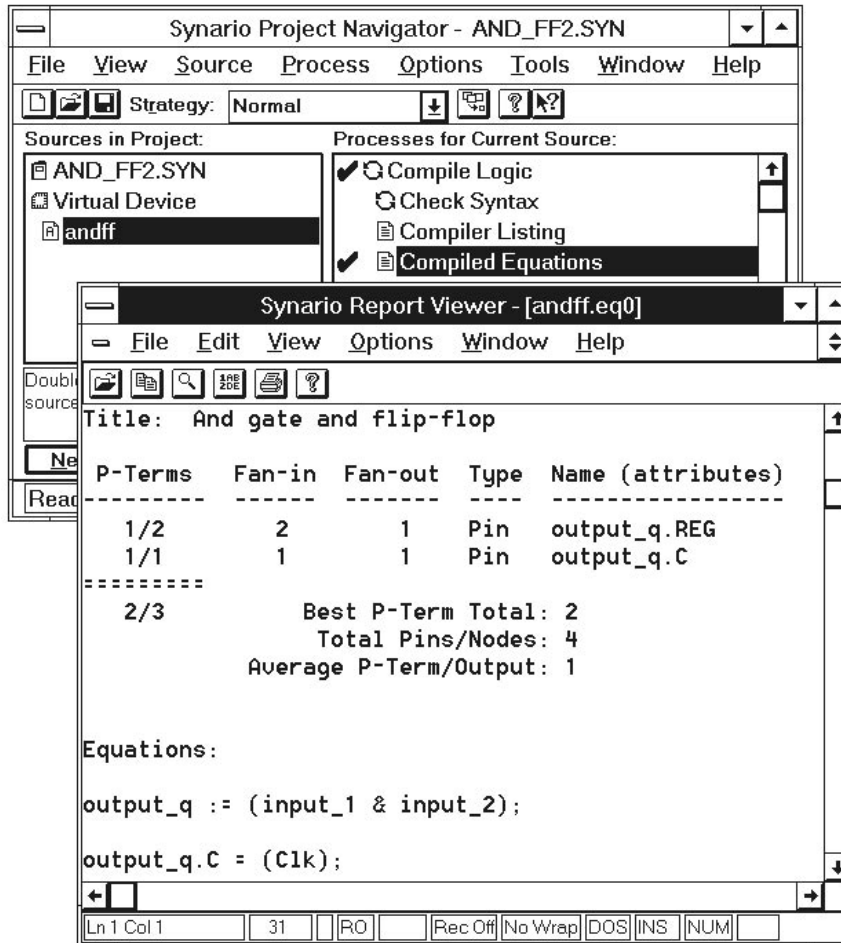 Synario Project Navigator - AND_FF2.SYN
File View Source Process Options Tools Window Help
Strategy: Normal
Sources in Project:
Processes for Current Source:
AND_FF2.SYN
Virtual Device
andff
Compile Logic
Check Syntax
Compiler Listing
Compiled Equations
Synario Report Viewer - [andff.eq0]
File Edit View Options Window Help
Doubl
source
Ne
Read
Title: And gate and flip-flop
P-Terms Fan-in Fan-out Type Name (attributes)
--------- ------ ------- ---- -----------------
1/2 2 1 Pin output_q.REG
1/1 1 1 Pin output_q.C
=========
2/3 Best P-Term Total: 2
Total Pins/Nodes: 4
Average P-Term/Output: 1
Equations:
output_q := (input_1 & input_2);
output_q.C = (Clk);
Ln 1 Col 1 31 RO Rec Off No Wrap DOS INS NUM